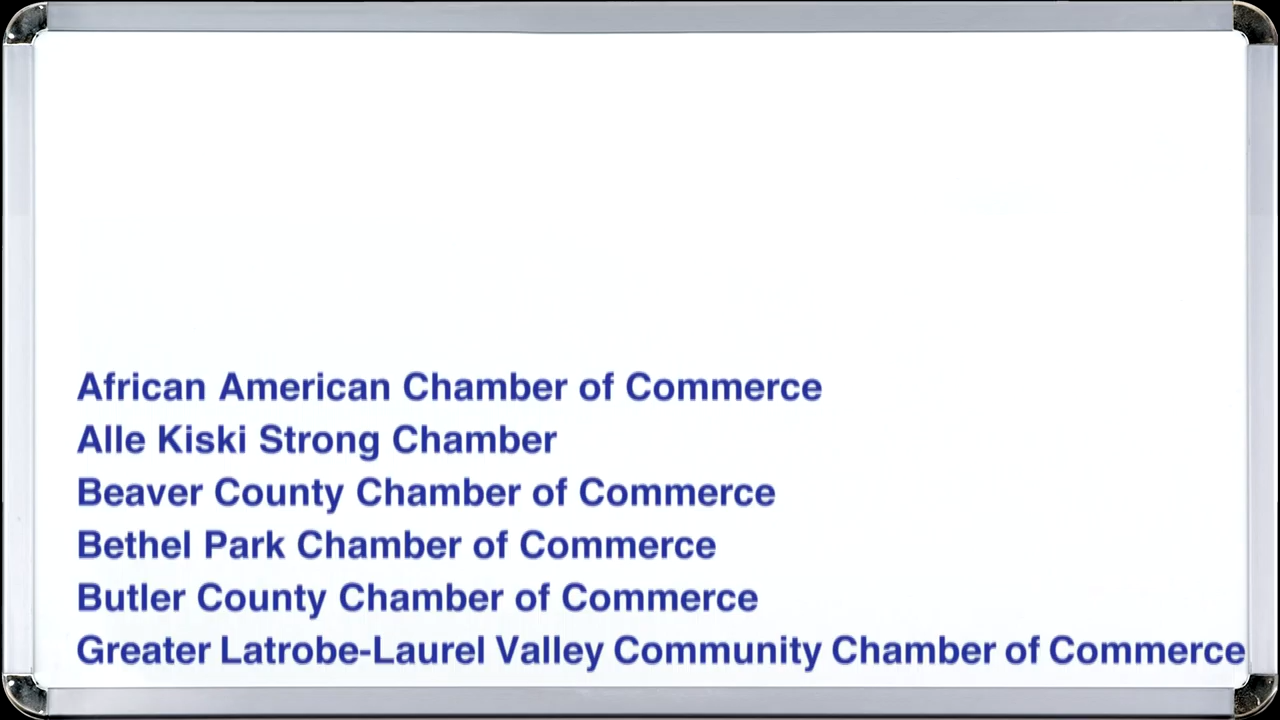 African American Chamber of Commerce
Alle Kiski Strong Chamber
Beaver County Chamber of Commerce
Bethel Park Chamber of Commerce
Butler County Chamber of Commerce
Greater Latrobe-Laurel Valley Community Chamber of Commerce